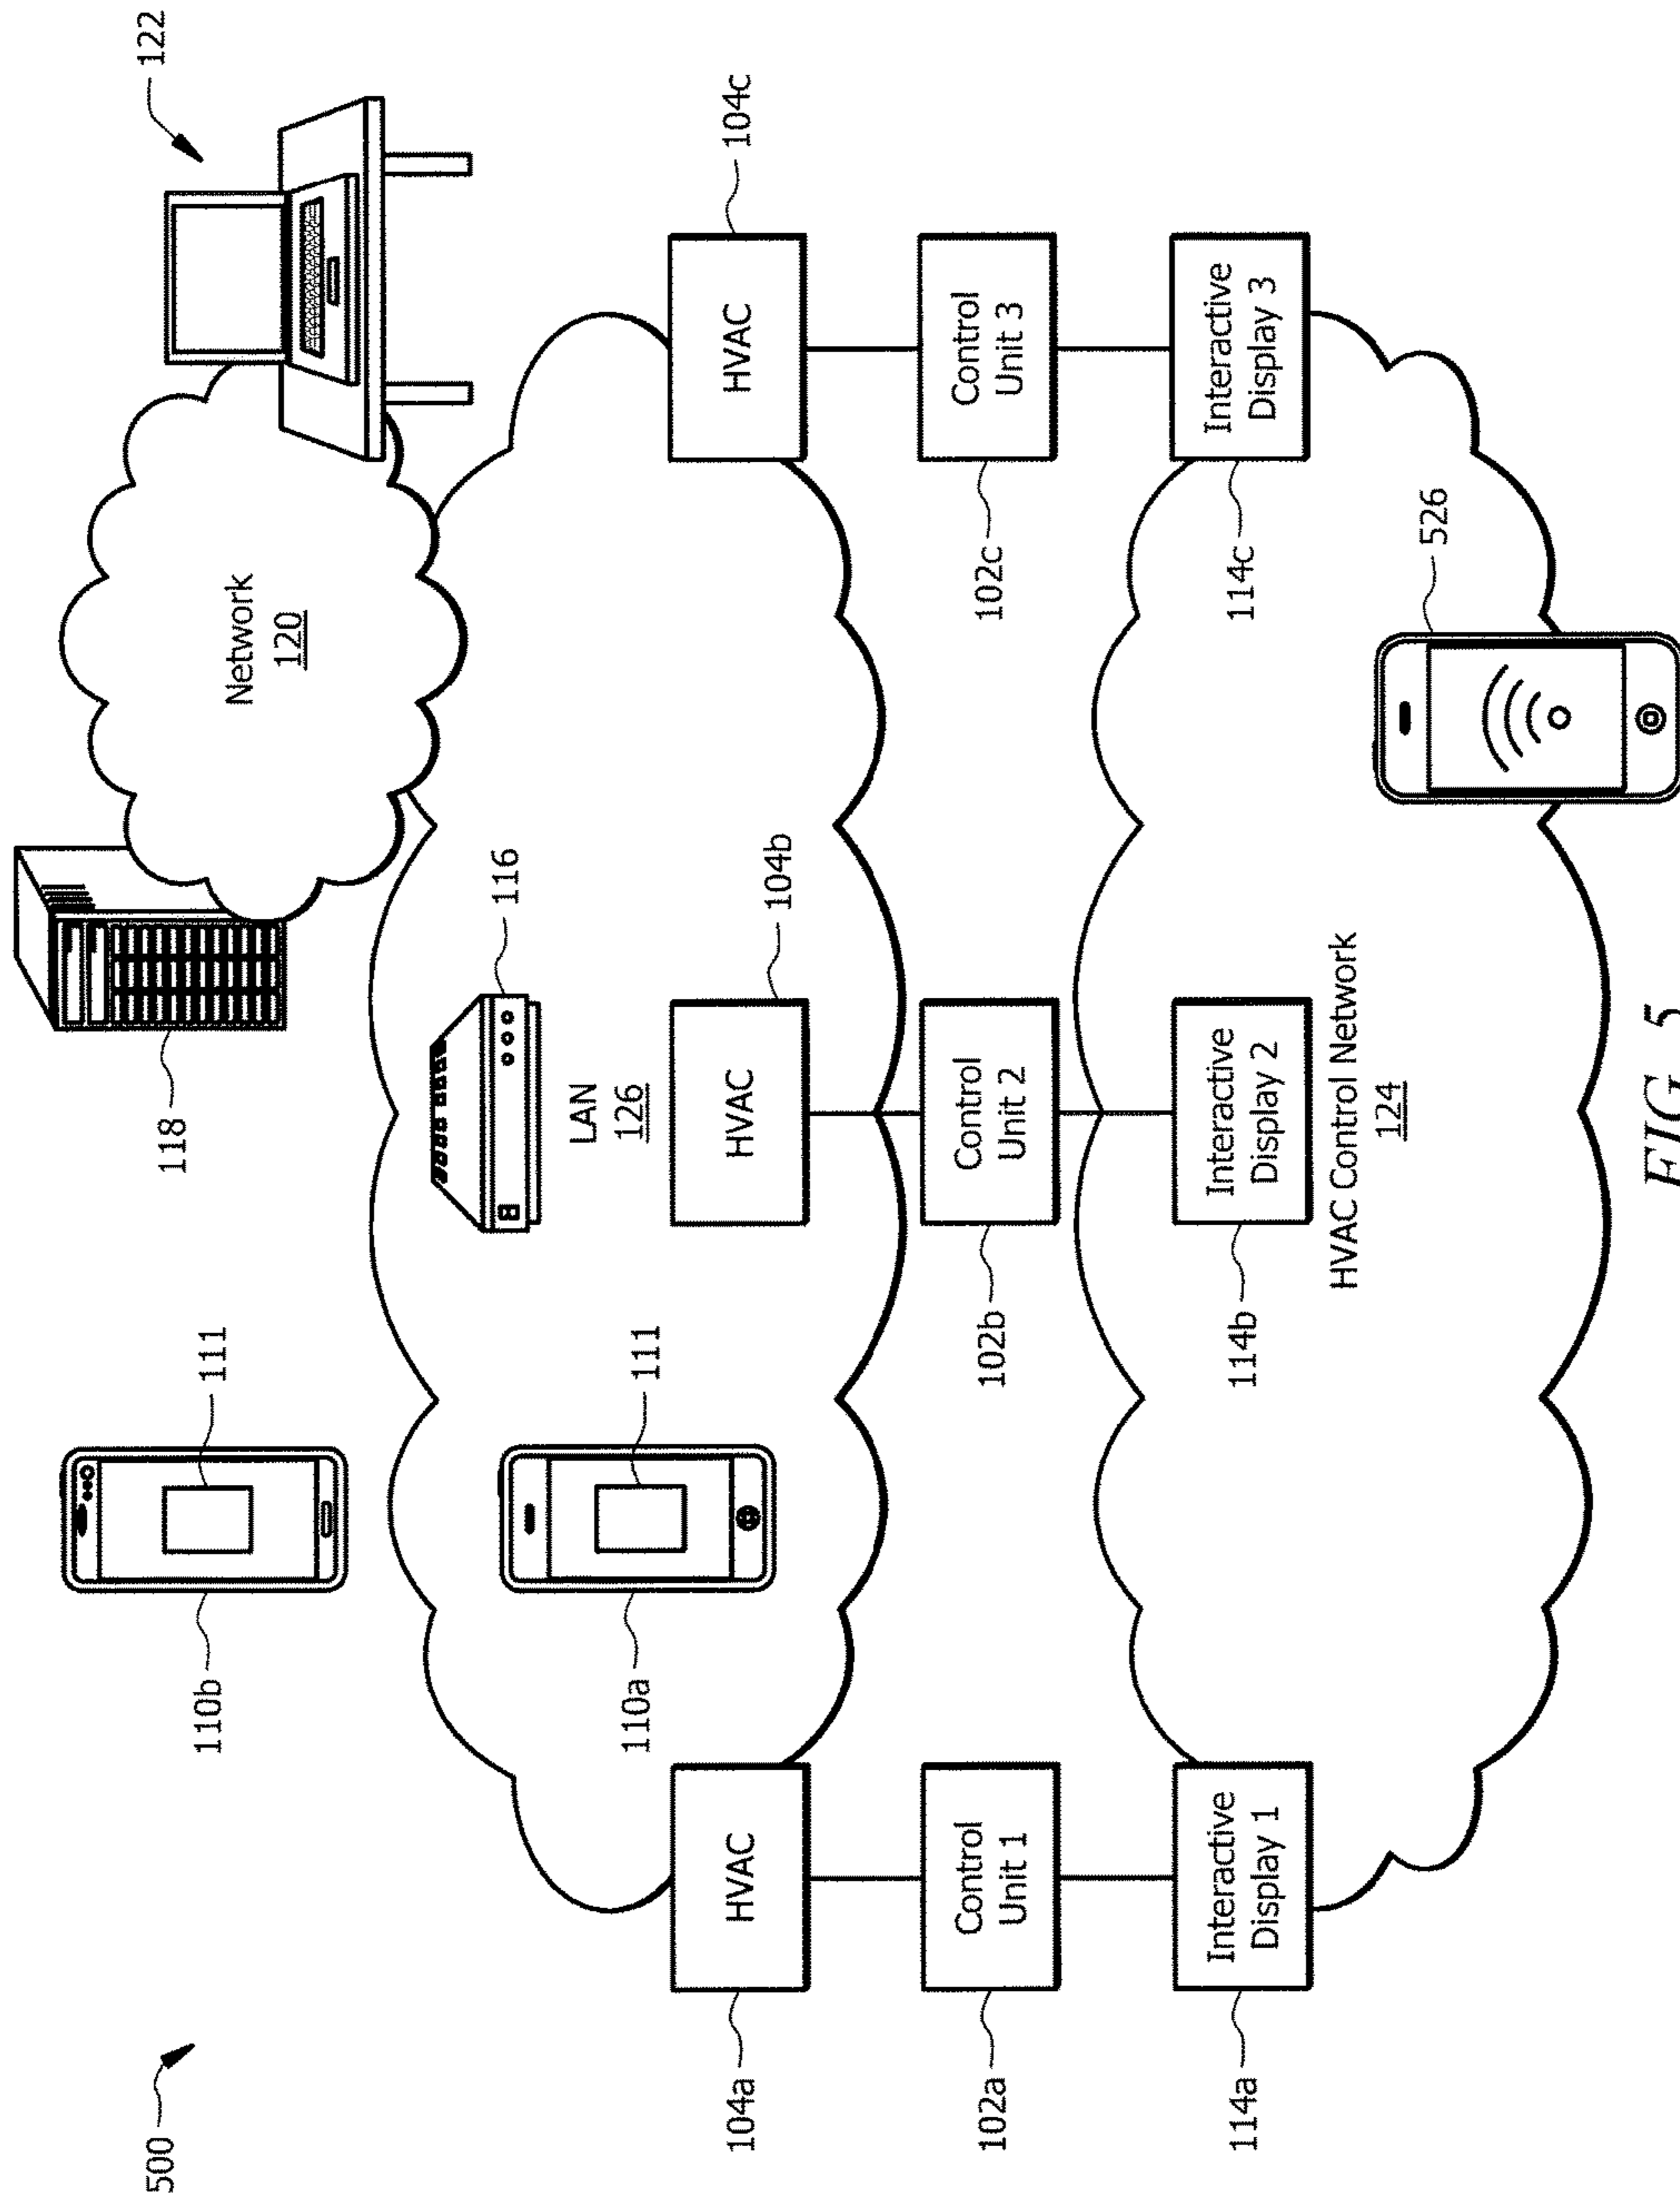 500
110b
111
118
Network
120
122
110a
111
116
LAN
126
104a
HVAC
HVAC
104b
HVAC
104c
102a
Control
Unit 1
102b
Control
Unit 2
102c
Control
Unit 3
114a
Interactive
Display 1
114b
Interactive
Display 2
114c
Interactive
Display 3
HVAC Control Network
124
526
FIG. 5